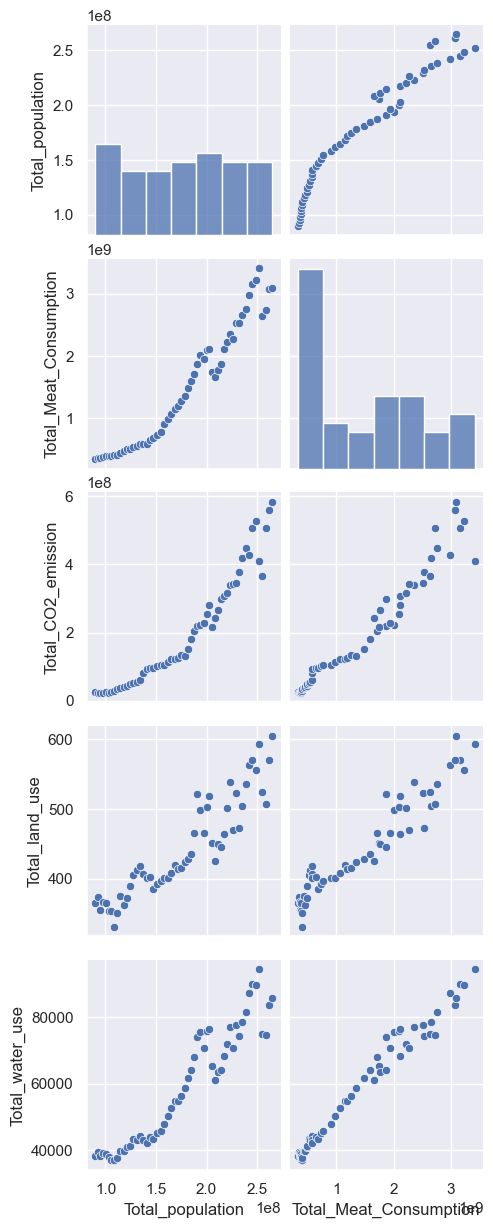 1e8
2.5
2.0
1.5
1.0
Total_population
1e9
3
2
1
Total_Meat_Consumption
1e8
6
4
2
0
Total_CO2_emission
600
500
400
Total_land_use
80000
60000
40000
Total_water_use
1.0 1.5 2.0 2.5 1 2 3
1e8 1e9
Total_population Total_Meat_Consumption